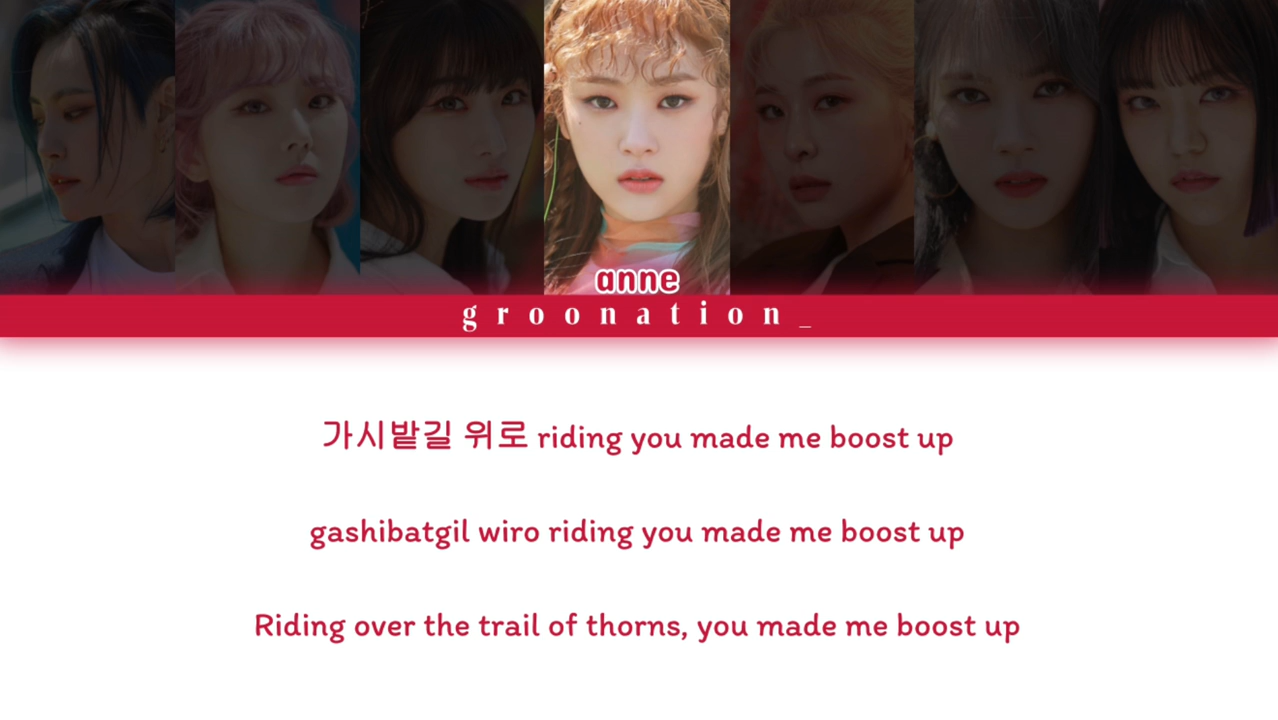 anne
groonation_
가시밭길 위로 riding you made me boost up
gashibatgil wiro riding you made me boost up
Riding over the trail of thorns, you made me boost up